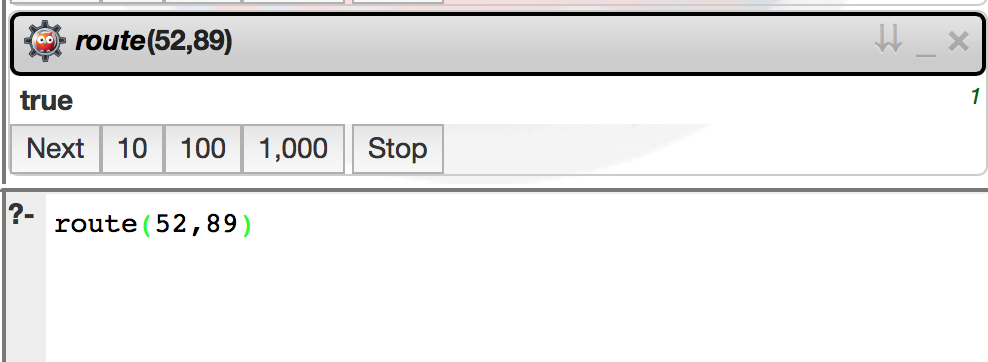 route(52,89)
true 1
Next 10 100 1,000 Stop
?- route(52,89)